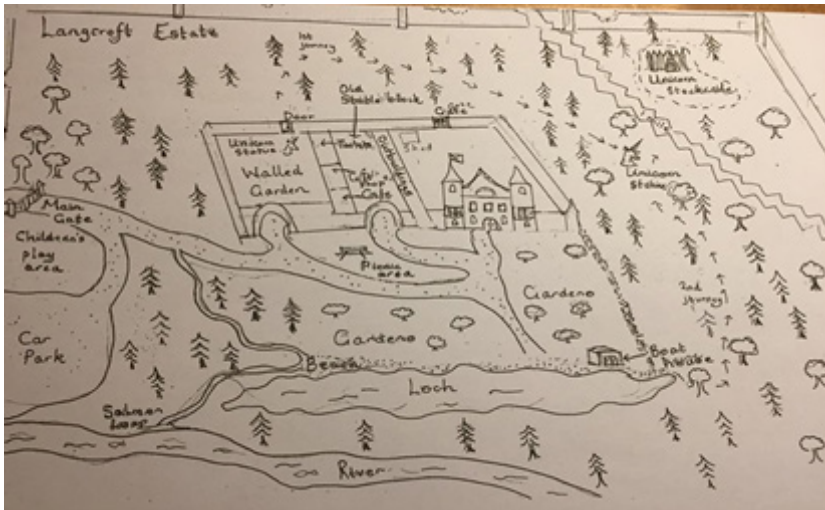 Langcroft Estate
1st
journey
Old
Stable block
Door
Gate
Unicorn
Stockade
Unicorn
Statue
Toilets
Outbuildings
Shed
Walled
Garden
Shop
Cafe
Unicorn
Main
Gate
Children's
play
area
Picnic
area
2nd
journey
Gardens
Gardens
Car
Park
Beach
Boat
House
Loch
Salmon
River